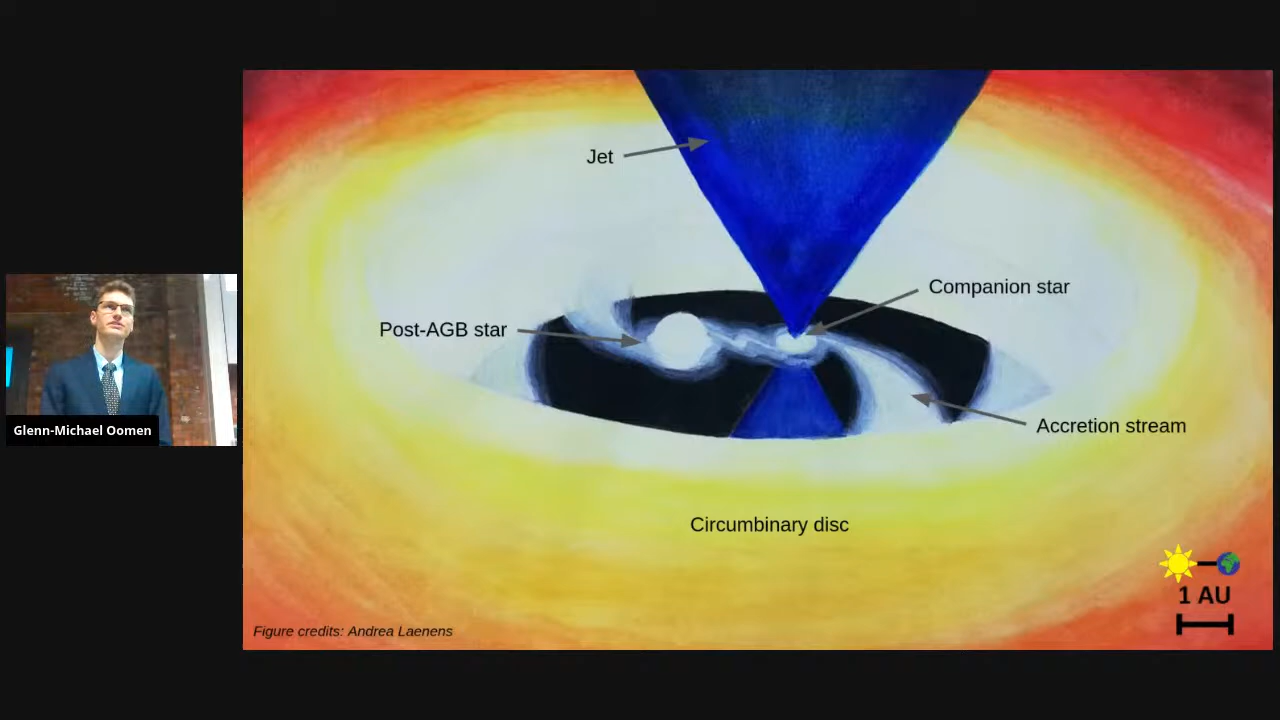 Jet
Companion star
Post-AGB star
Accretion stream
Glenn-Michael Oomen
Circumbinary disc
1 AU
Figure credits: Andrea Laenens